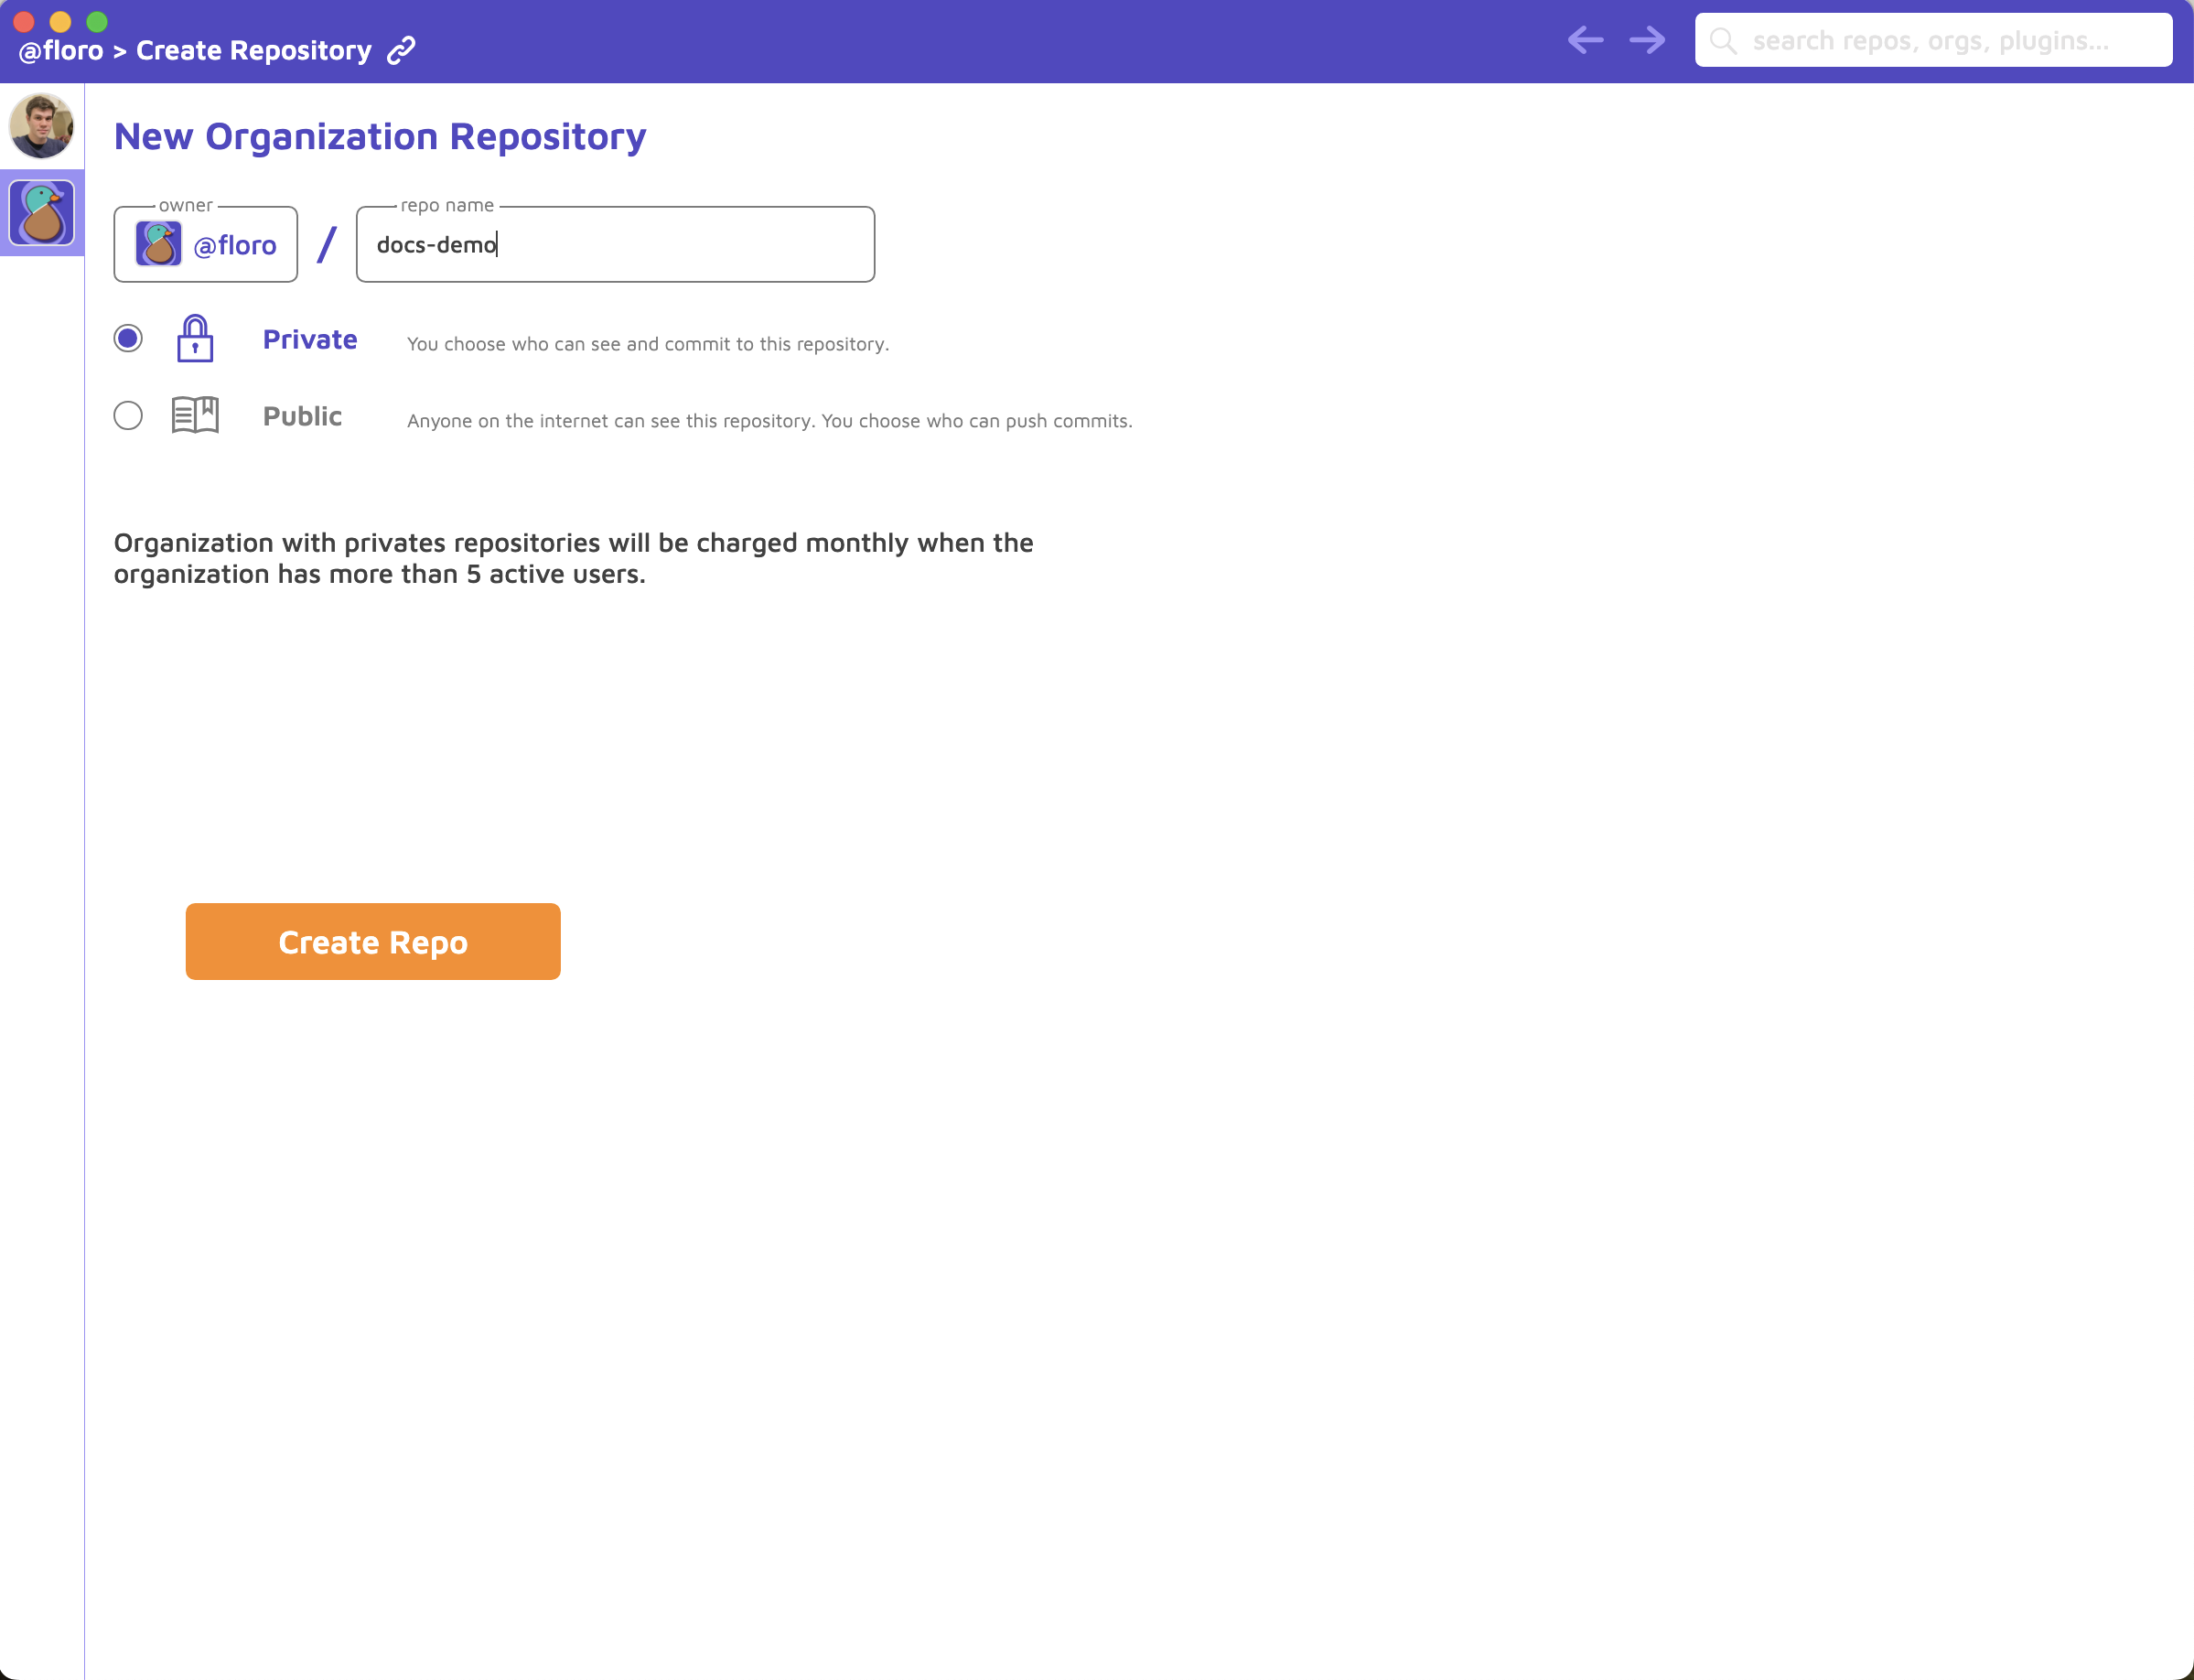 @floro > Create Repository
search repos, orgs, plugins...
New Organization Repository
owner
repo name
@floro / docs-demo
Private You choose who can see and commit to this repository.
Public Anyone on the internet can see this repository. You choose who can push commits.
Organization with privates repositories will be charged monthly when the
organization has more than 5 active users.
Create Repo